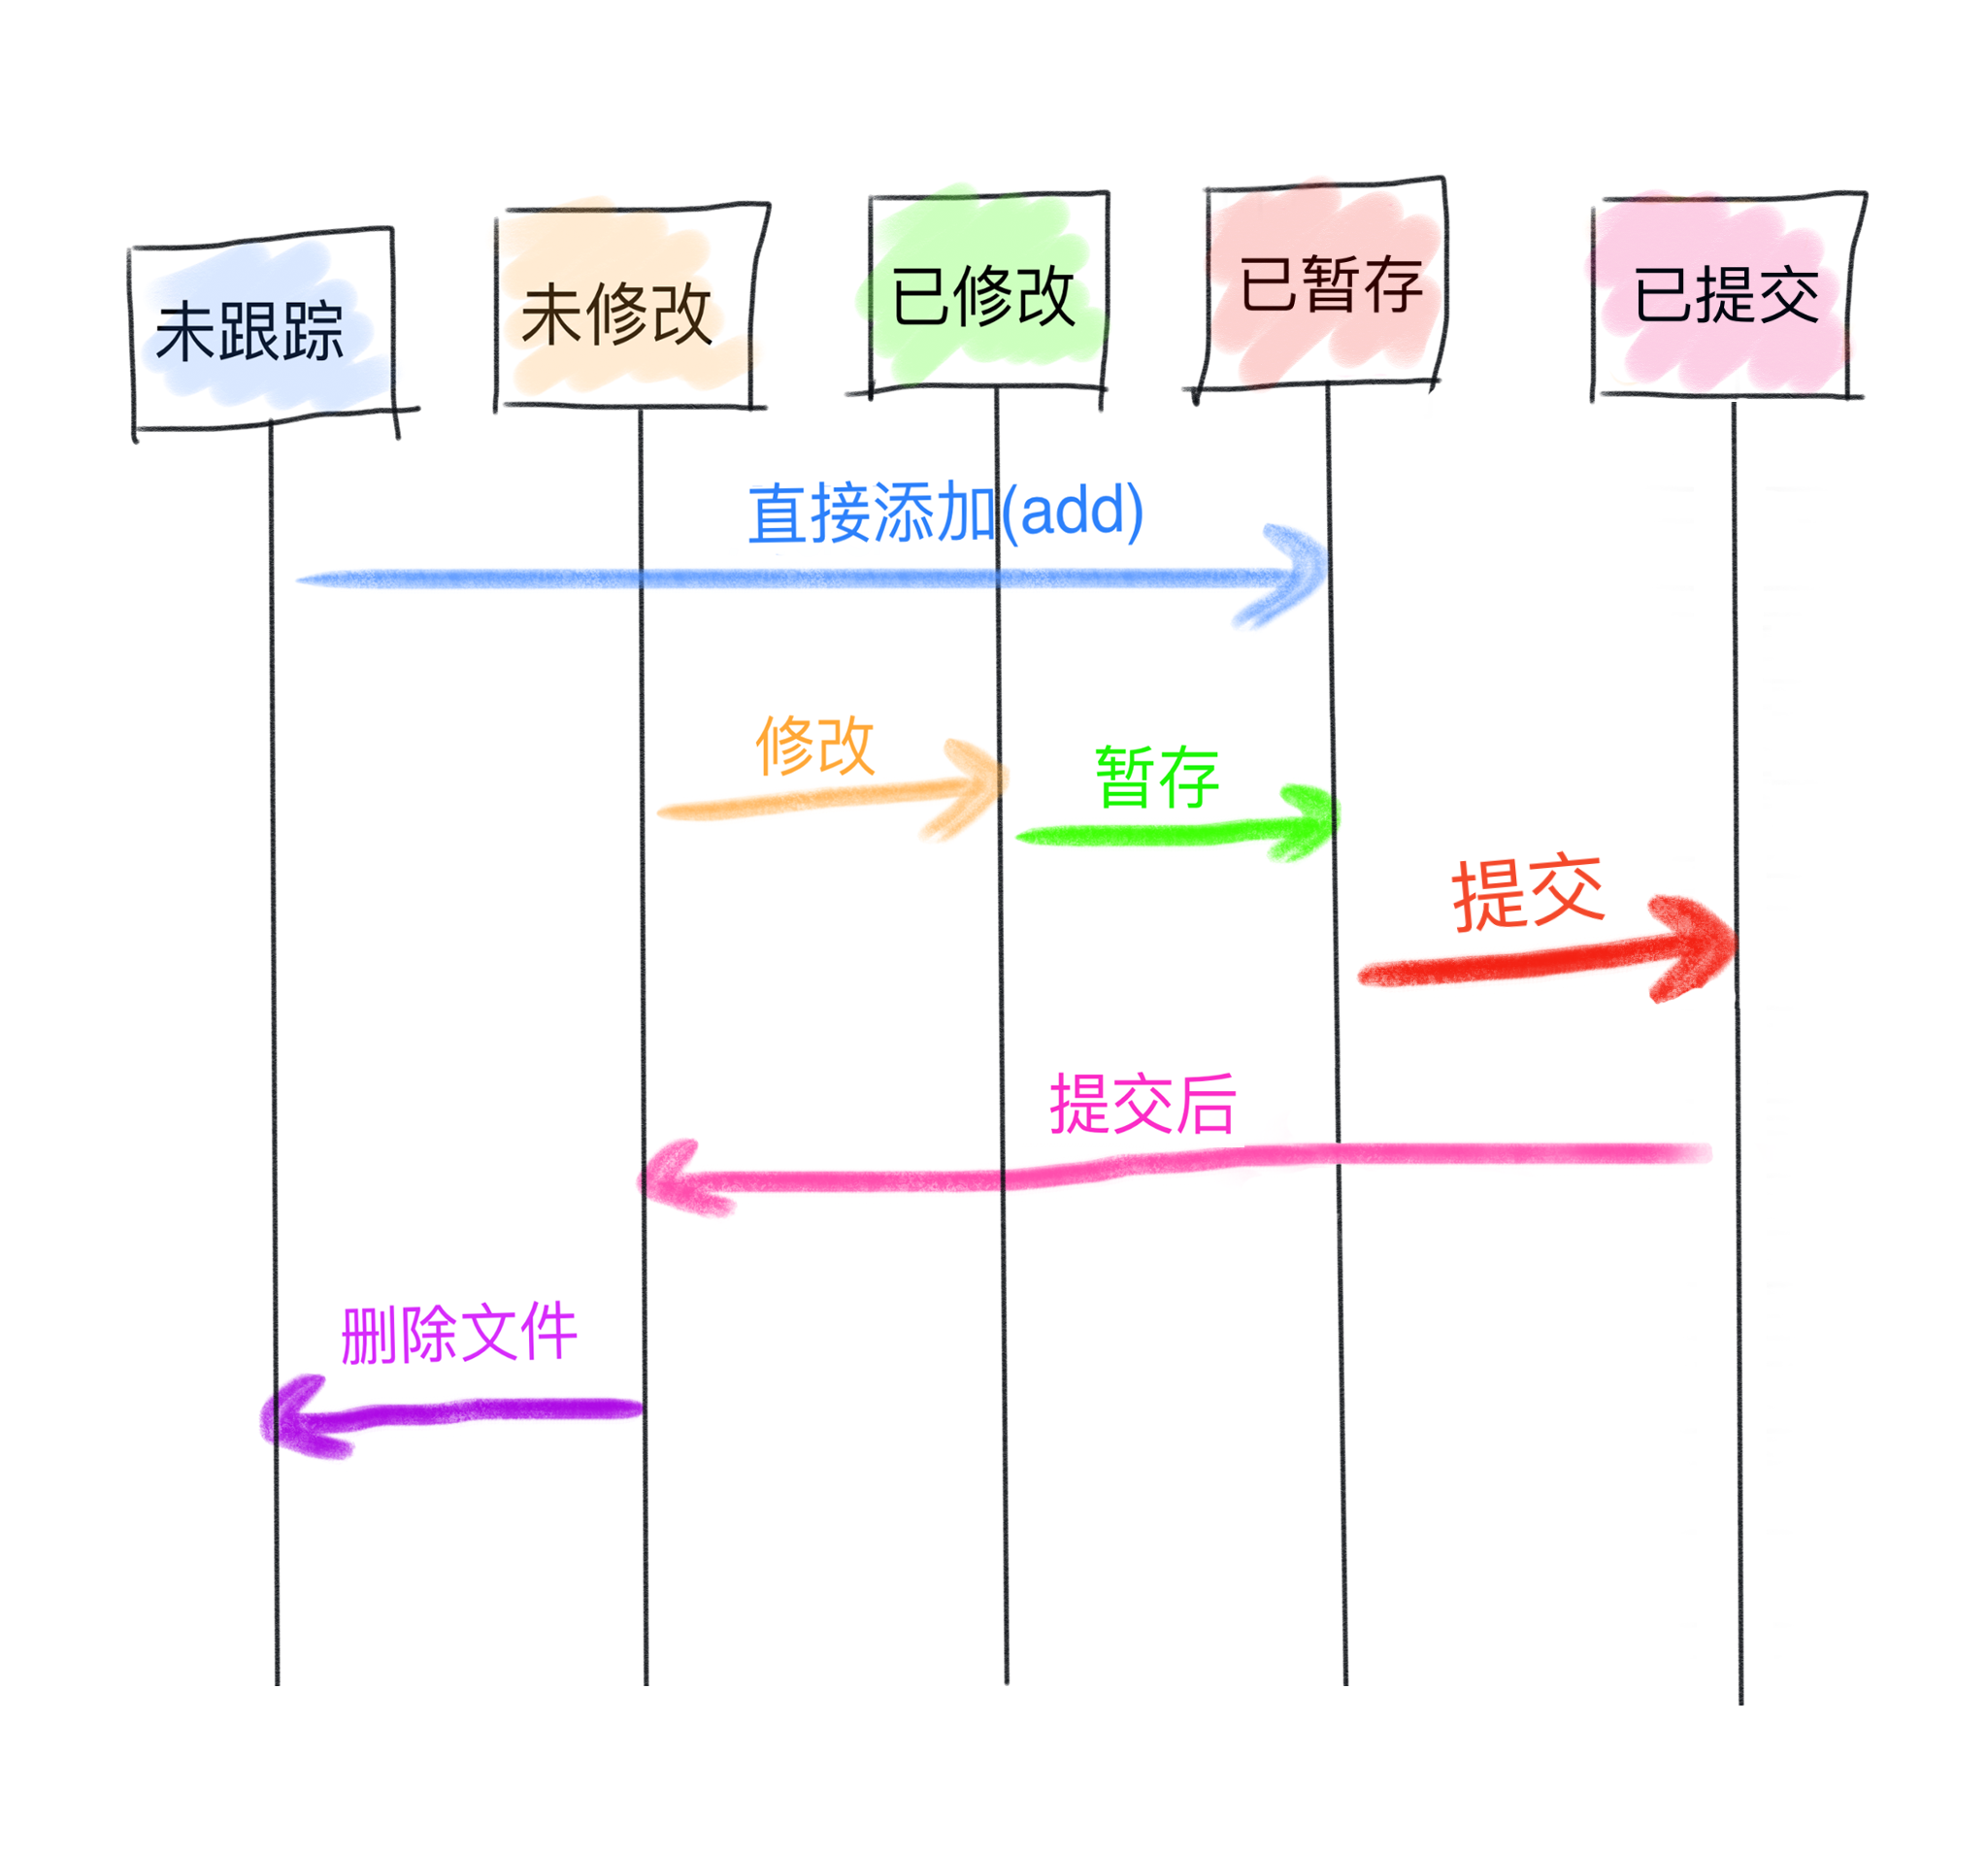 未跟踪
未修改
已修改
已暂存
已提交
直接添加(add)
修改
暂存
提交
提交后
删除文件